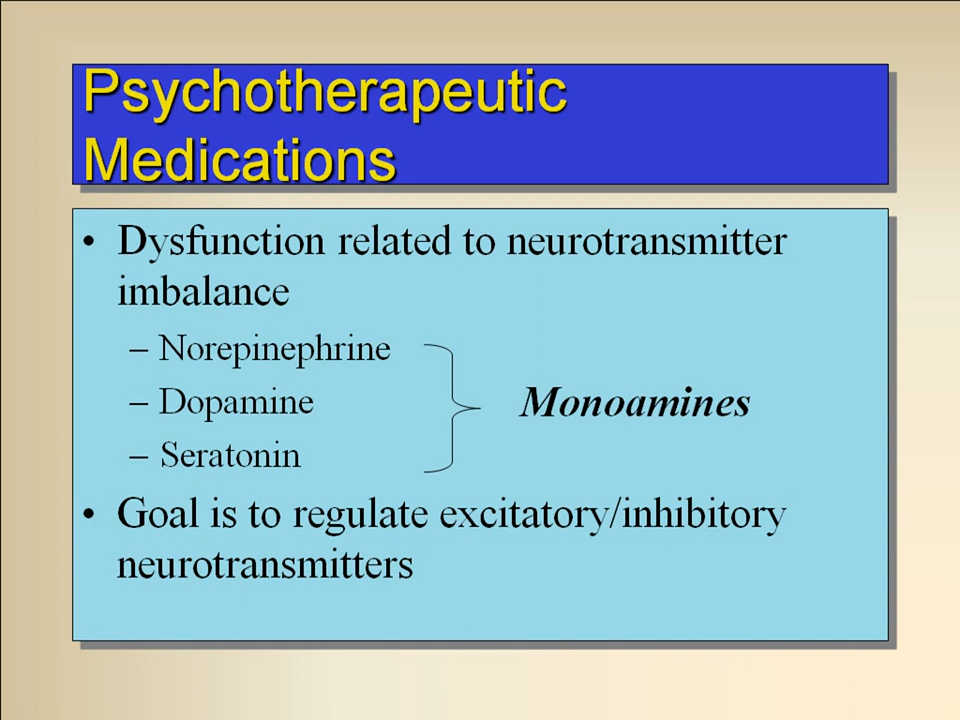 Psychotherapeutic
Medications
• Dysfunction related to neurotransmitter
imbalance
– Norepinephrine
– Dopamine
Monoamines
– Seratonin
• Goal is to regulate excitatory/inhibitory
neurotransmitters